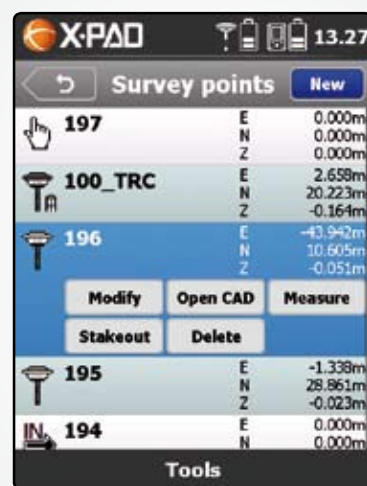 X-PAD 13.27
Survey points New
197 E 0.000m
N 0.000m
Z 0.000m
100_TRC E 2.658m
N 20.223m
Z -0.164m
196 E -43.942m
N 10.605m
Z -0.051m
Modify Open CAD Measure
Stakeout Delete
195 E -1.338m
N 28.861m
Z -0.023m
IN 194 E 0.000m
N 0.000m
Tools